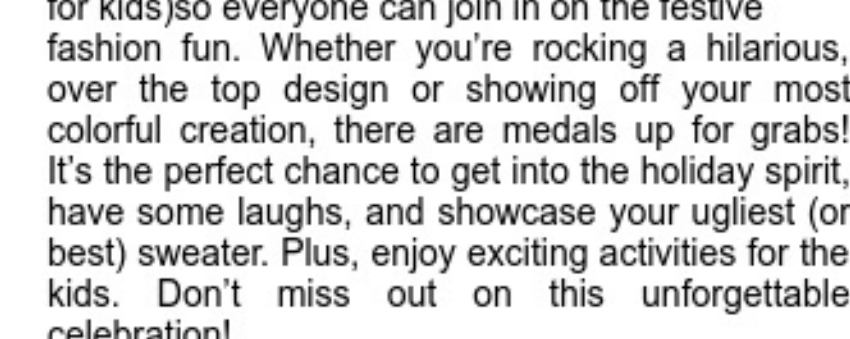 for kids)so everyone can join in on the festive
fashion fun. Whether you’re rocking a hilarious,
over the top design or showing off your most
colorful creation, there are medals up for grabs!
It’s the perfect chance to get into the holiday spirit,
have some laughs, and showcase your ugliest (or
best) sweater. Plus, enjoy exciting activities for the
kids. Don’t miss out on this unforgettable
celebration!